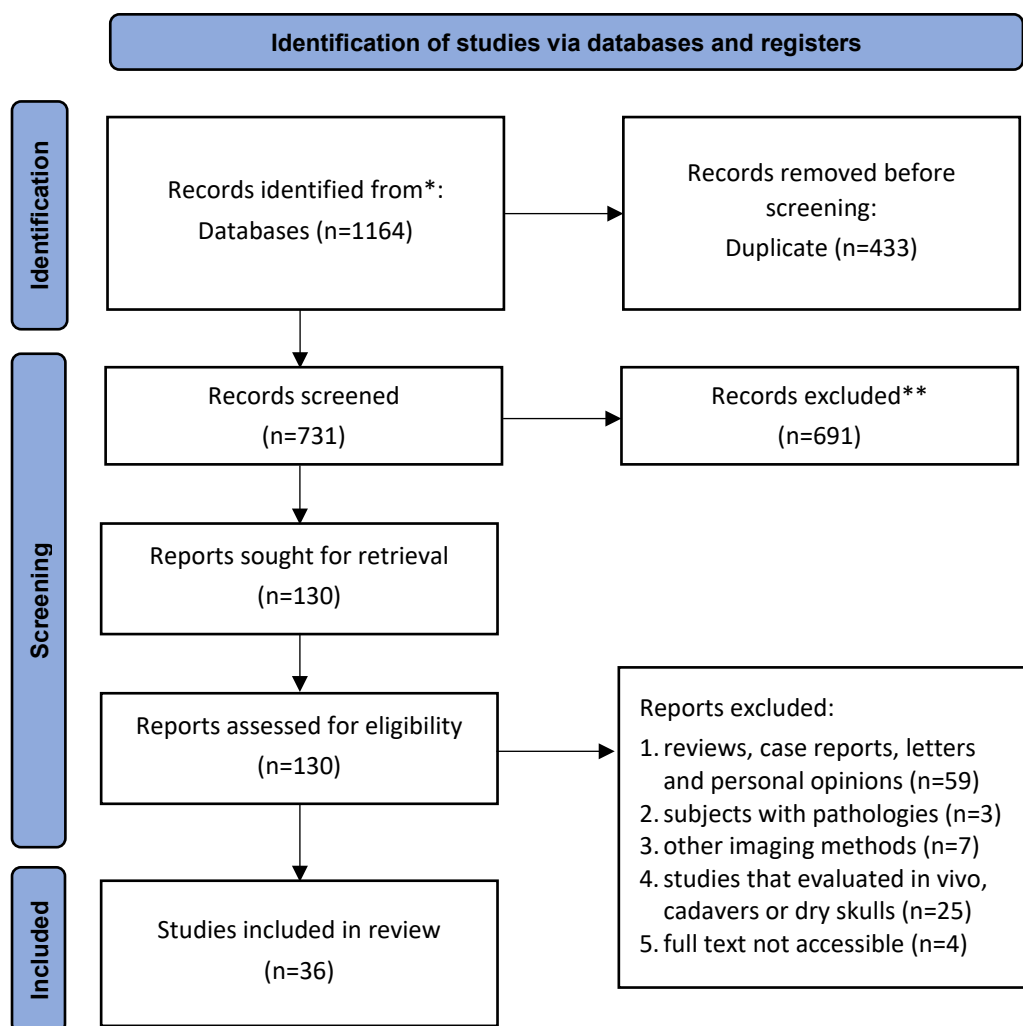 Identification of studies via databases and registers
Identification
Records identified from*:
Databases (n=1164)
Records removed before
screening:
Duplicate (n=433)
Screening
Records screened
(n=731)
Records excluded**
(n=691)
Reports sought for retrieval
(n=130)
Reports assessed for eligibility
(n=130)
Reports excluded:
1. reviews, case reports, letters
and personal opinions (n=59)
2. subjects with pathologies (n=3)
3. other imaging methods (n=7)
4. studies that evaluated in vivo,
cadavers or dry skulls (n=25)
5. full text not accessible (n=4)
Included
Studies included in review
(n=36)